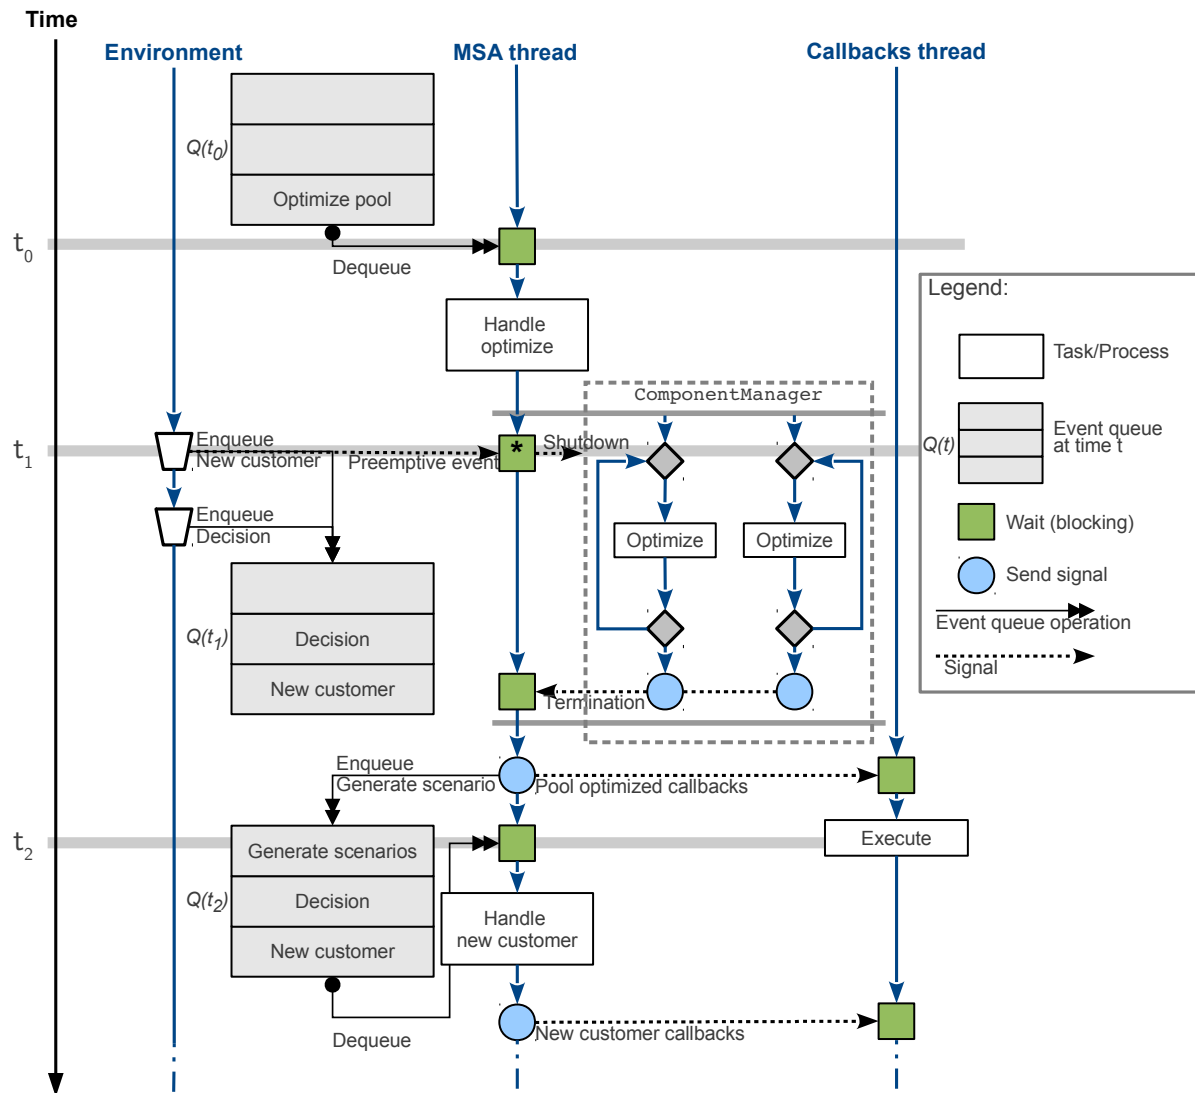 Time
Environment
MSA thread
Callbacks thread
Q(t0)
Optimize pool
t0
Dequeue
Handle
optimize
Legend:
Task/Process
Q(t)
Event queue
at time t
Wait (blocking)
Send signal
Event queue operation
Signal
ComponentManager
t1
Enqueue
New customer
Preemptive event
*
Shutdown
Enqueue
Decision
Optimize
Optimize
Q(t1)
Decision
New customer
Termination
Enqueue
Generate scenario
Pool optimized callbacks
t2
Generate scenarios
Execute
Q(t2)
Decision
New customer
Handle
new customer
Dequeue
New customer callbacks